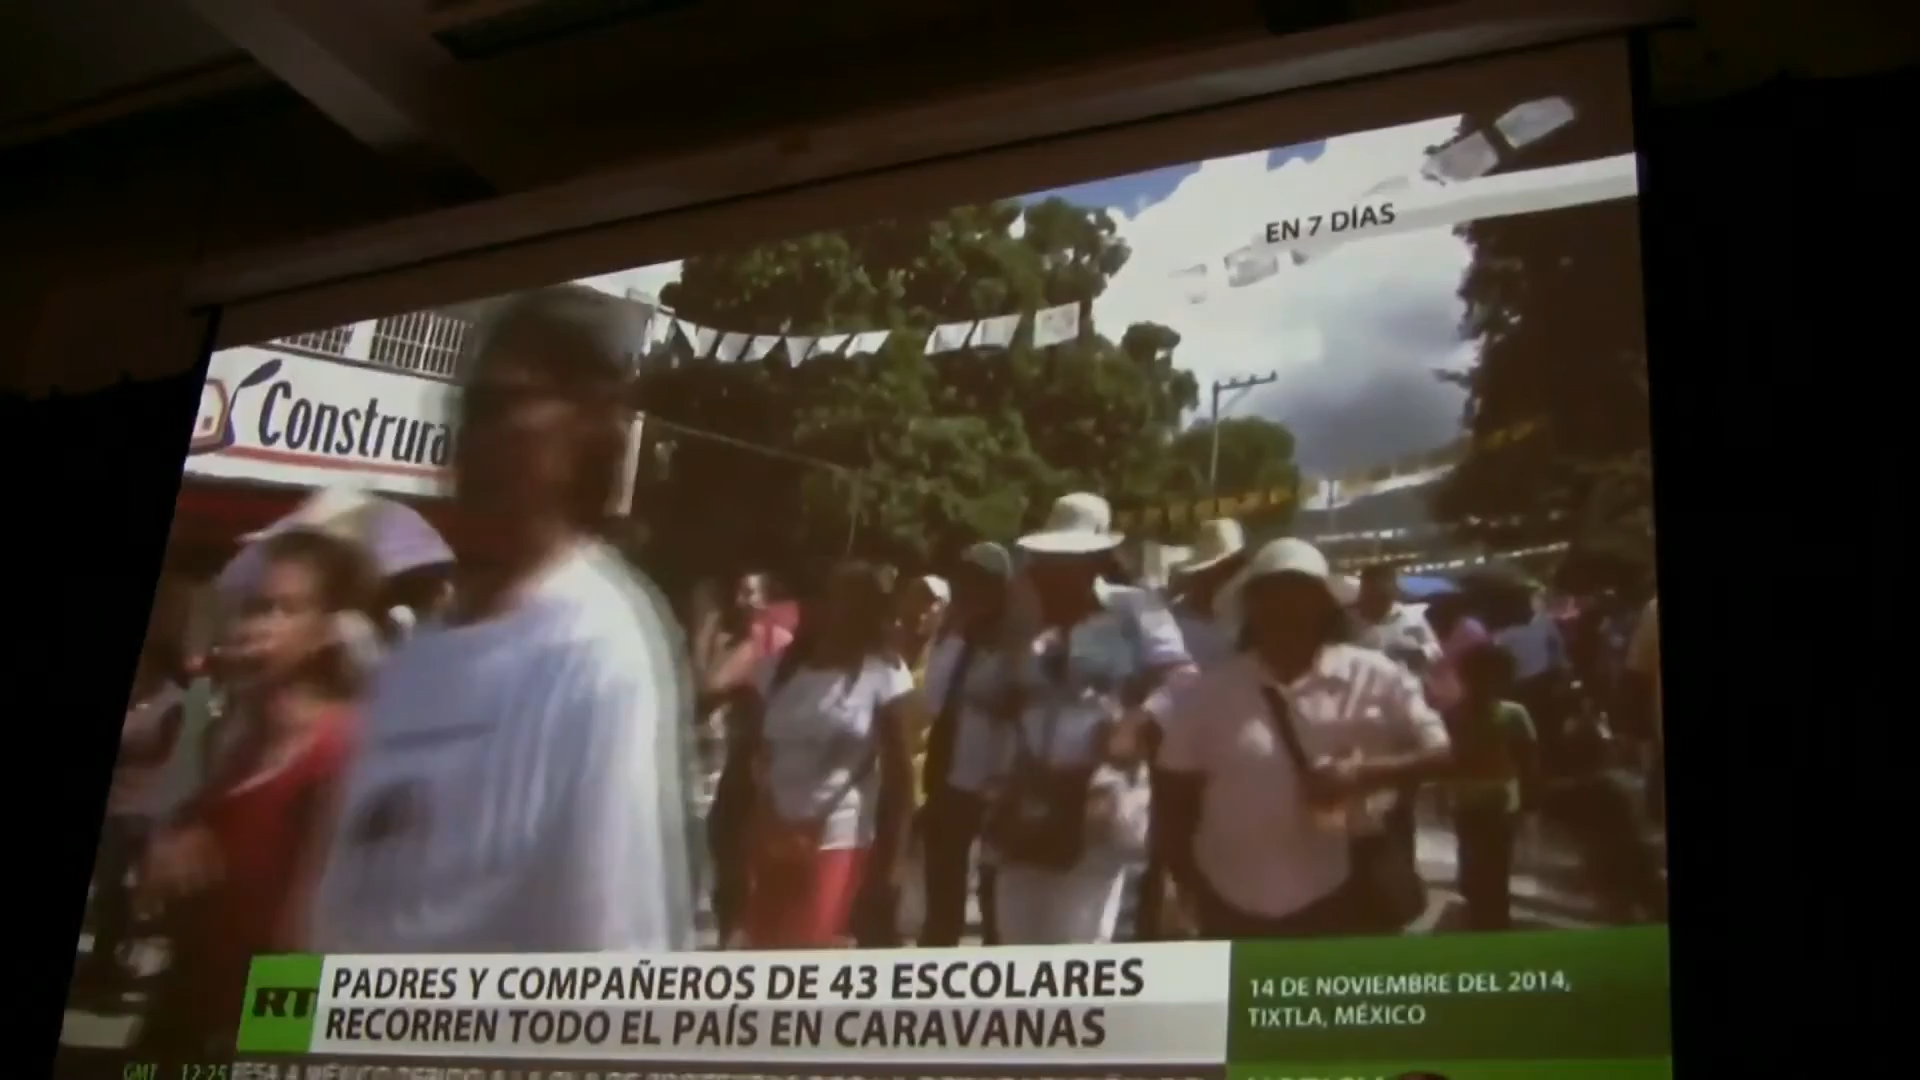 EN 7 DÍAS
Construra
RT
PADRES Y COMPAÑEROS DE 43 ESCOLARES
RECORREN TODO EL PAÍS EN CARAVANAS
14 DE NOVIEMBRE DEL 2014,
TIXTLA, MÉXICO
GMT 12:25